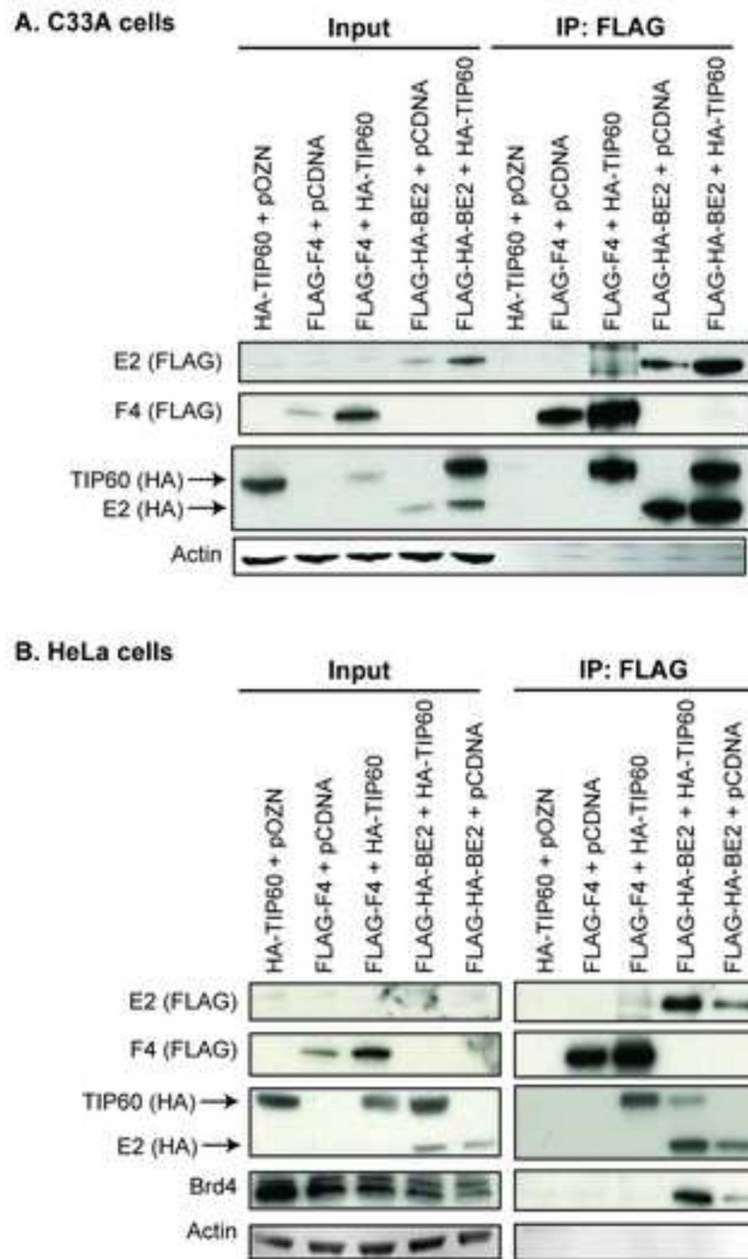 A. C33A cells
Input
IP: FLAG
HA-TIP60 + pOZN
FLAG-F4 + pCDNA
FLAG-F4 + HA-TIP60
FLAG-HA-BE2 + pCDNA
FLAG-HA-BE2 + HA-TIP60
HA-TIP60 + pOZN
FLAG-F4 + pCDNA
FLAG-F4 + HA-TIP60
FLAG-HA-BE2 + pCDNA
FLAG-HA-BE2 + HA-TIP60
E2 (FLAG)
F4 (FLAG)
TIP60 (HA)
E2 (HA)
Actin
B. HeLa cells
Input
IP: FLAG
HA-TIP60 + pOZN
FLAG-F4 + pCDNA
FLAG-F4 + HA-TIP60
FLAG-HA-BE2 + HA-TIP60
FLAG-HA-BE2 + pCDNA
HA-TIP60 + pOZN
FLAG-F4 + pCDNA
FLAG-F4 + HA-TIP60
FLAG-HA-BE2 + HA-TIP60
FLAG-HA-BE2 + pCDNA
E2 (FLAG)
F4 (FLAG)
TIP60 (HA)
E2 (HA)
Brd4
Actin